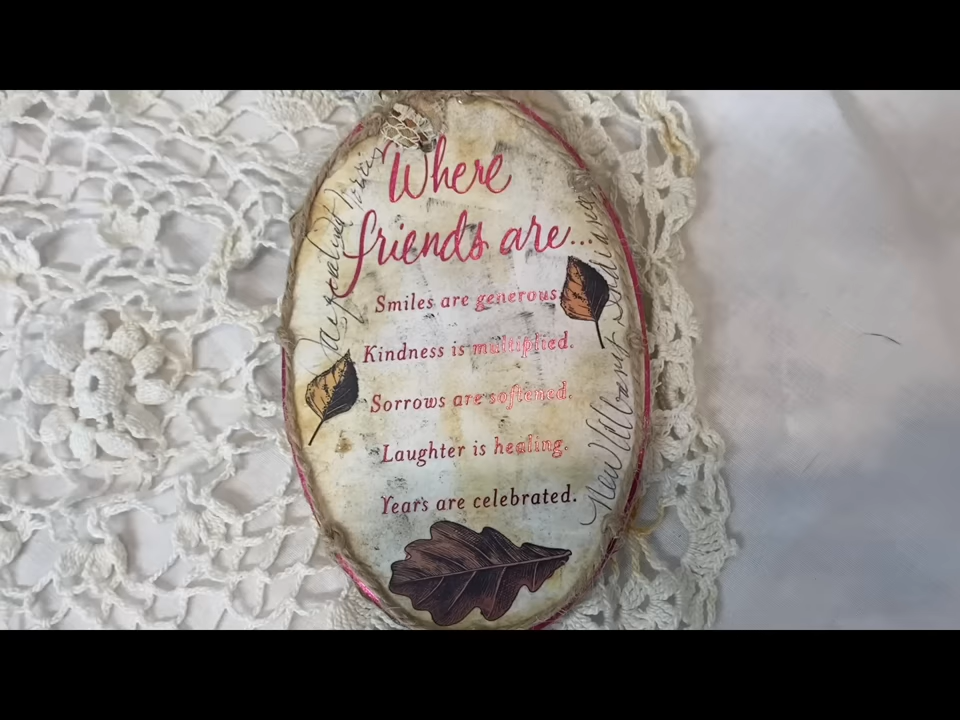 Where
friends are...
Smiles are generous.
Kindness is multiplied.
Sorrows are softened.
Laughter is healing.
Years are celebrated.